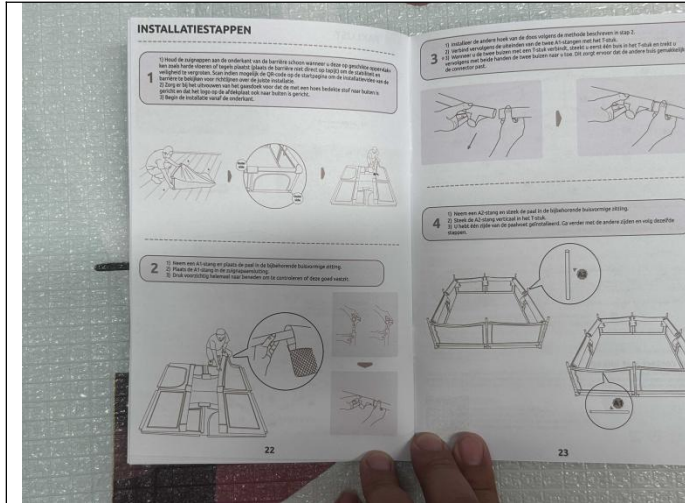 INSTALLATIESTAPPEN
1
1) Houd de zuignappen aan de onderkant van de barrière schoon wanneer u deze op geschikte oppervlak-
ken zoals harde vloeren of tegels plaatst (plaats de barrière niet direct op tapijt) om de stabiliteit en
veiligheid te vergroten. Scan indien mogelijk de QR-code op de startpagina om de installatievideo van de
barrière te bekijken voor richtlijnen over de juiste installatie.
2) Zorg er bij het uitvouwen van het gaasdoek voor dat de met een hoes bedekte stof naar buiten is
gericht en dat het logo op de afdekplaat ook naar buiten is gericht.
3) Begin de installatie vanaf de onderkant.
2
1) Neem een A1-stang en plaats de paal in de bijbehorende buisvormige zitting.
2) Plaats de A1-stang in de zuignapaansluiting.
3) Druk voorzichtig helemaal naar beneden om te controleren of deze goed vastzit.
22
3
1) Installeer de andere hoek van de doos volgens de methode beschreven in stap 2.
2) Verbind vervolgens de uiteinden van de twee A1-stangen met het T-stuk.
3) Wanneer u de twee buizen met een T-stuk verbindt, steekt u eerst één buis in het T-stuk en trekt u
vervolgens met beide handen de twee buizen naar u toe. Dit zorgt ervoor dat de andere buis gemakkelijk
de connector past.
4
1) Neem een A2-stang en steek de paal in de bijbehorende buisvormige zitting.
2) Steek de A2-stang verticaal in het T-stuk.
3) U hebt één zijde van de paalvoet geïnstalleerd. Ga verder met de andere zijden en volg dezelfde
stappen.
A2
23